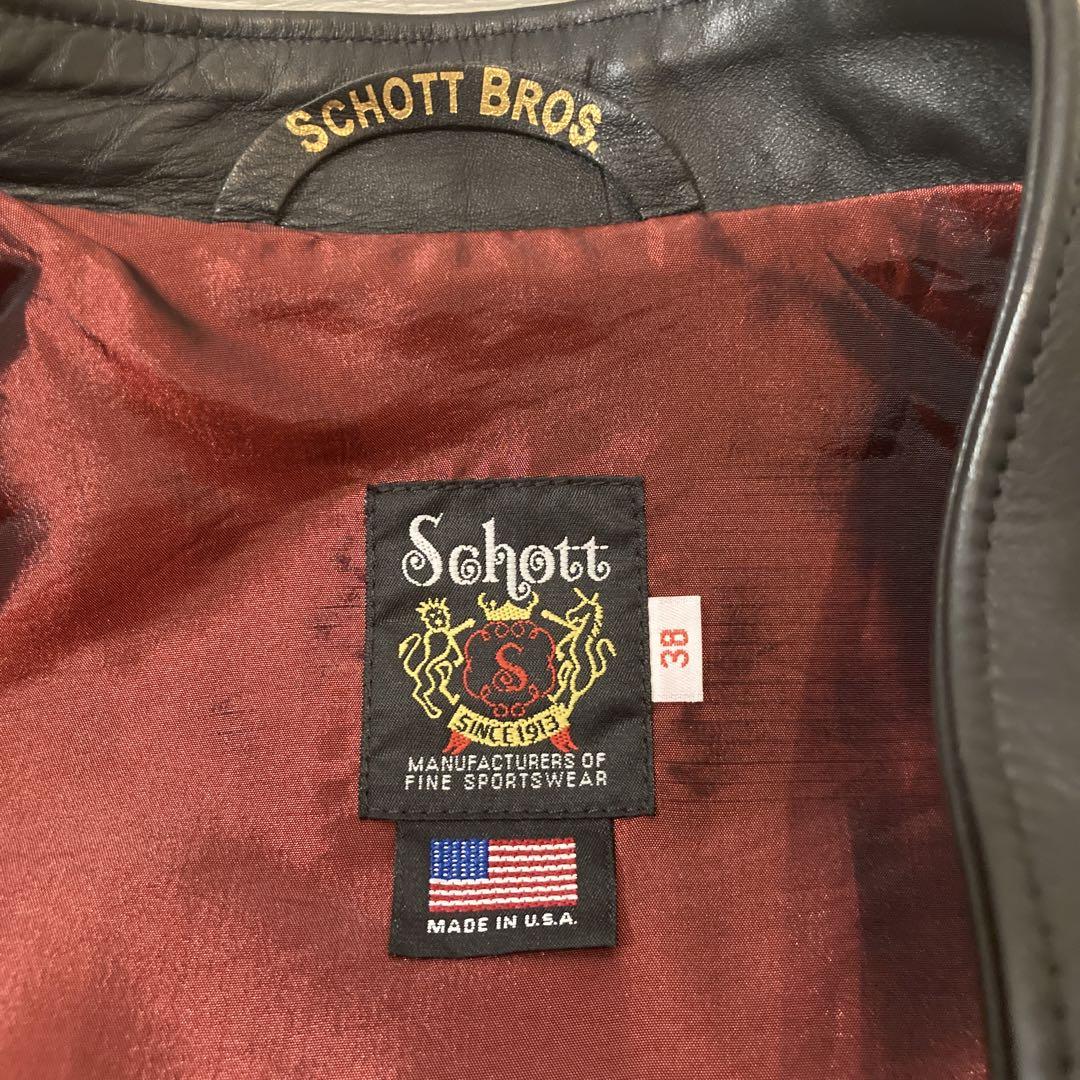 SCHOTT BROS.
Schott
S
SINCE 1913
MANUFACTURERS OF
FINE SPORTSWEAR
38
MADE IN U.S.A.